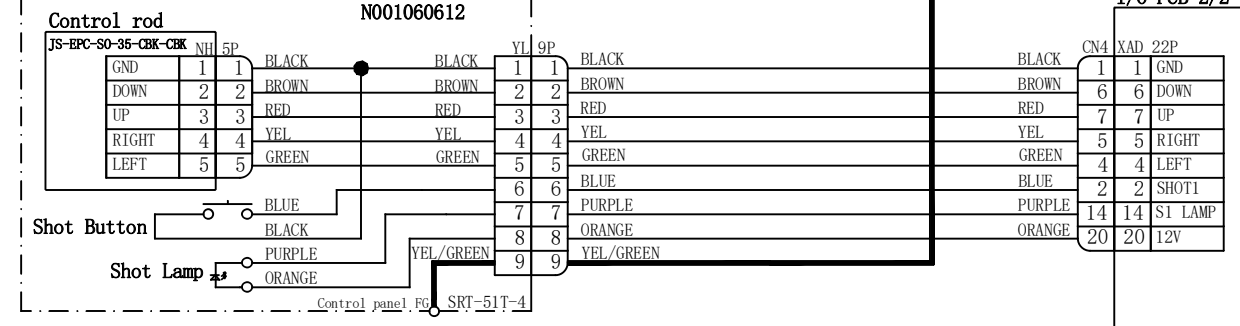 I/O PCB 2/2
N001060612
Control rod
JS-EPC-SO-35-CBK-CBK
NH 5P
YL 9P
CN4 XAD 22P
GND 1 1 BLACK BLACK 1 1 BLACK BLACK 1 1 GND
DOWN 2 2 BROWN BROWN 2 2 BROWN BROWN 6 6 DOWN
UP 3 3 RED RED 3 3 RED RED 7 7 UP
RIGHT 4 4 YEL YEL 4 4 YEL YEL 5 5 RIGHT
LEFT 5 5 GREEN GREEN 5 5 GREEN GREEN 4 4 LEFT
6 6 BLUE BLUE 2 2 SHOT1
BLUE 7 7 PURPLE PURPLE 14 14 S1 LAMP
Shot Button BLACK 8 8 ORANGE ORANGE 20 20 12V
PURPLE YEL/GREEN 9 9 YEL/GREEN
Shot Lamp
ORANGE
Control panel FG SRT-51T-4